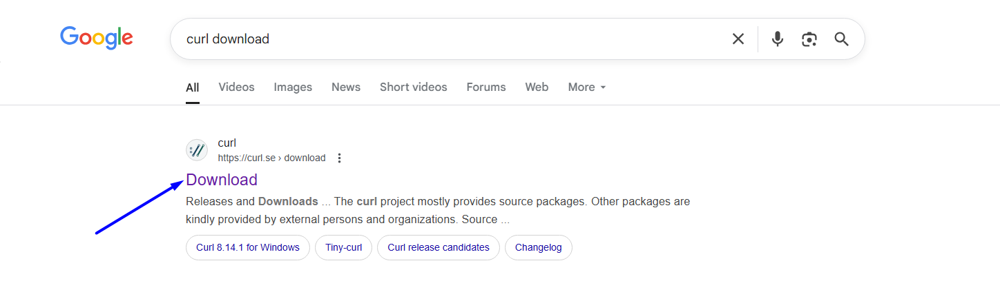 Google
curl download
All Videos Images News Short videos Forums Web More
curl
https://curl.se › download
Download
Releases and Downloads ... The curl project mostly provides source packages. Other packages are
kindly provided by external persons and organizations. Source ...
Curl 8.14.1 for Windows Tiny-curl Curl release candidates Changelog